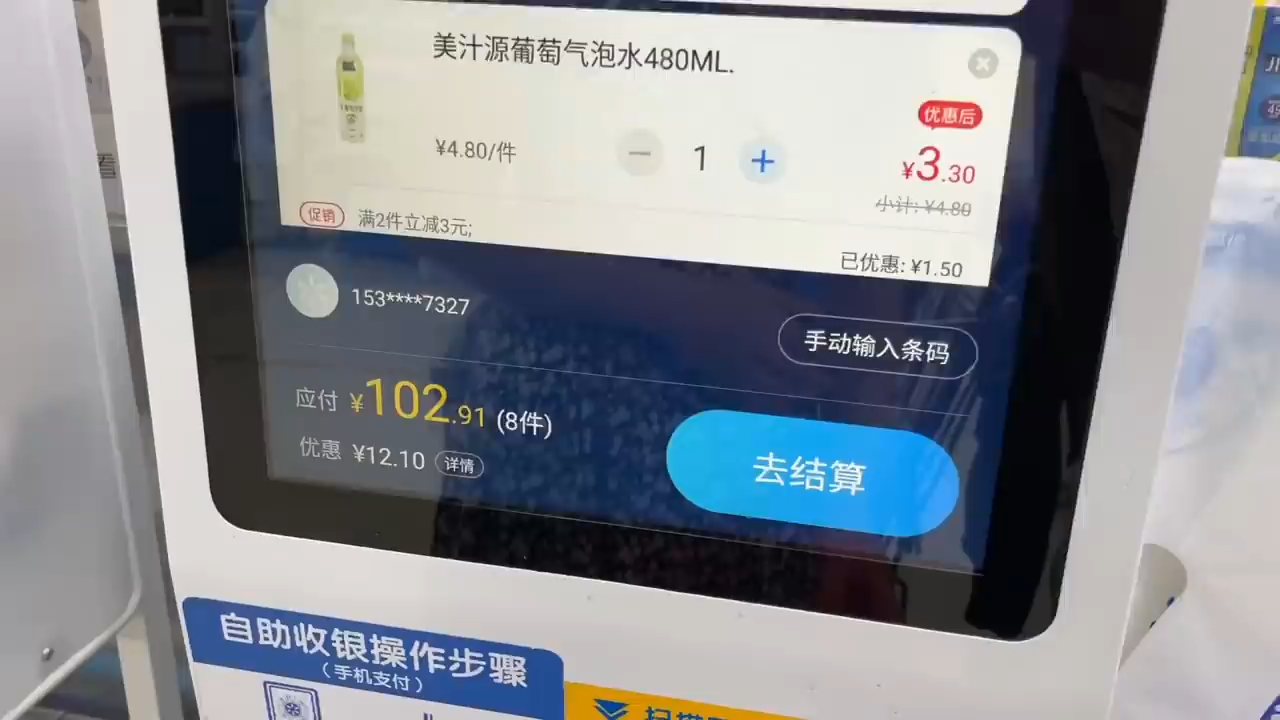 美汁源葡萄气泡水480ML.
优惠后
¥4.80/件
1
¥3.30
小计: ¥4.80
促销 满2件立减3元;
已优惠: ¥1.50
153****7327
手动输入条码
应付 ¥102.91 (8件)
优惠 ¥12.10 详情
去结算
自助收银操作步骤
(手机支付)
看